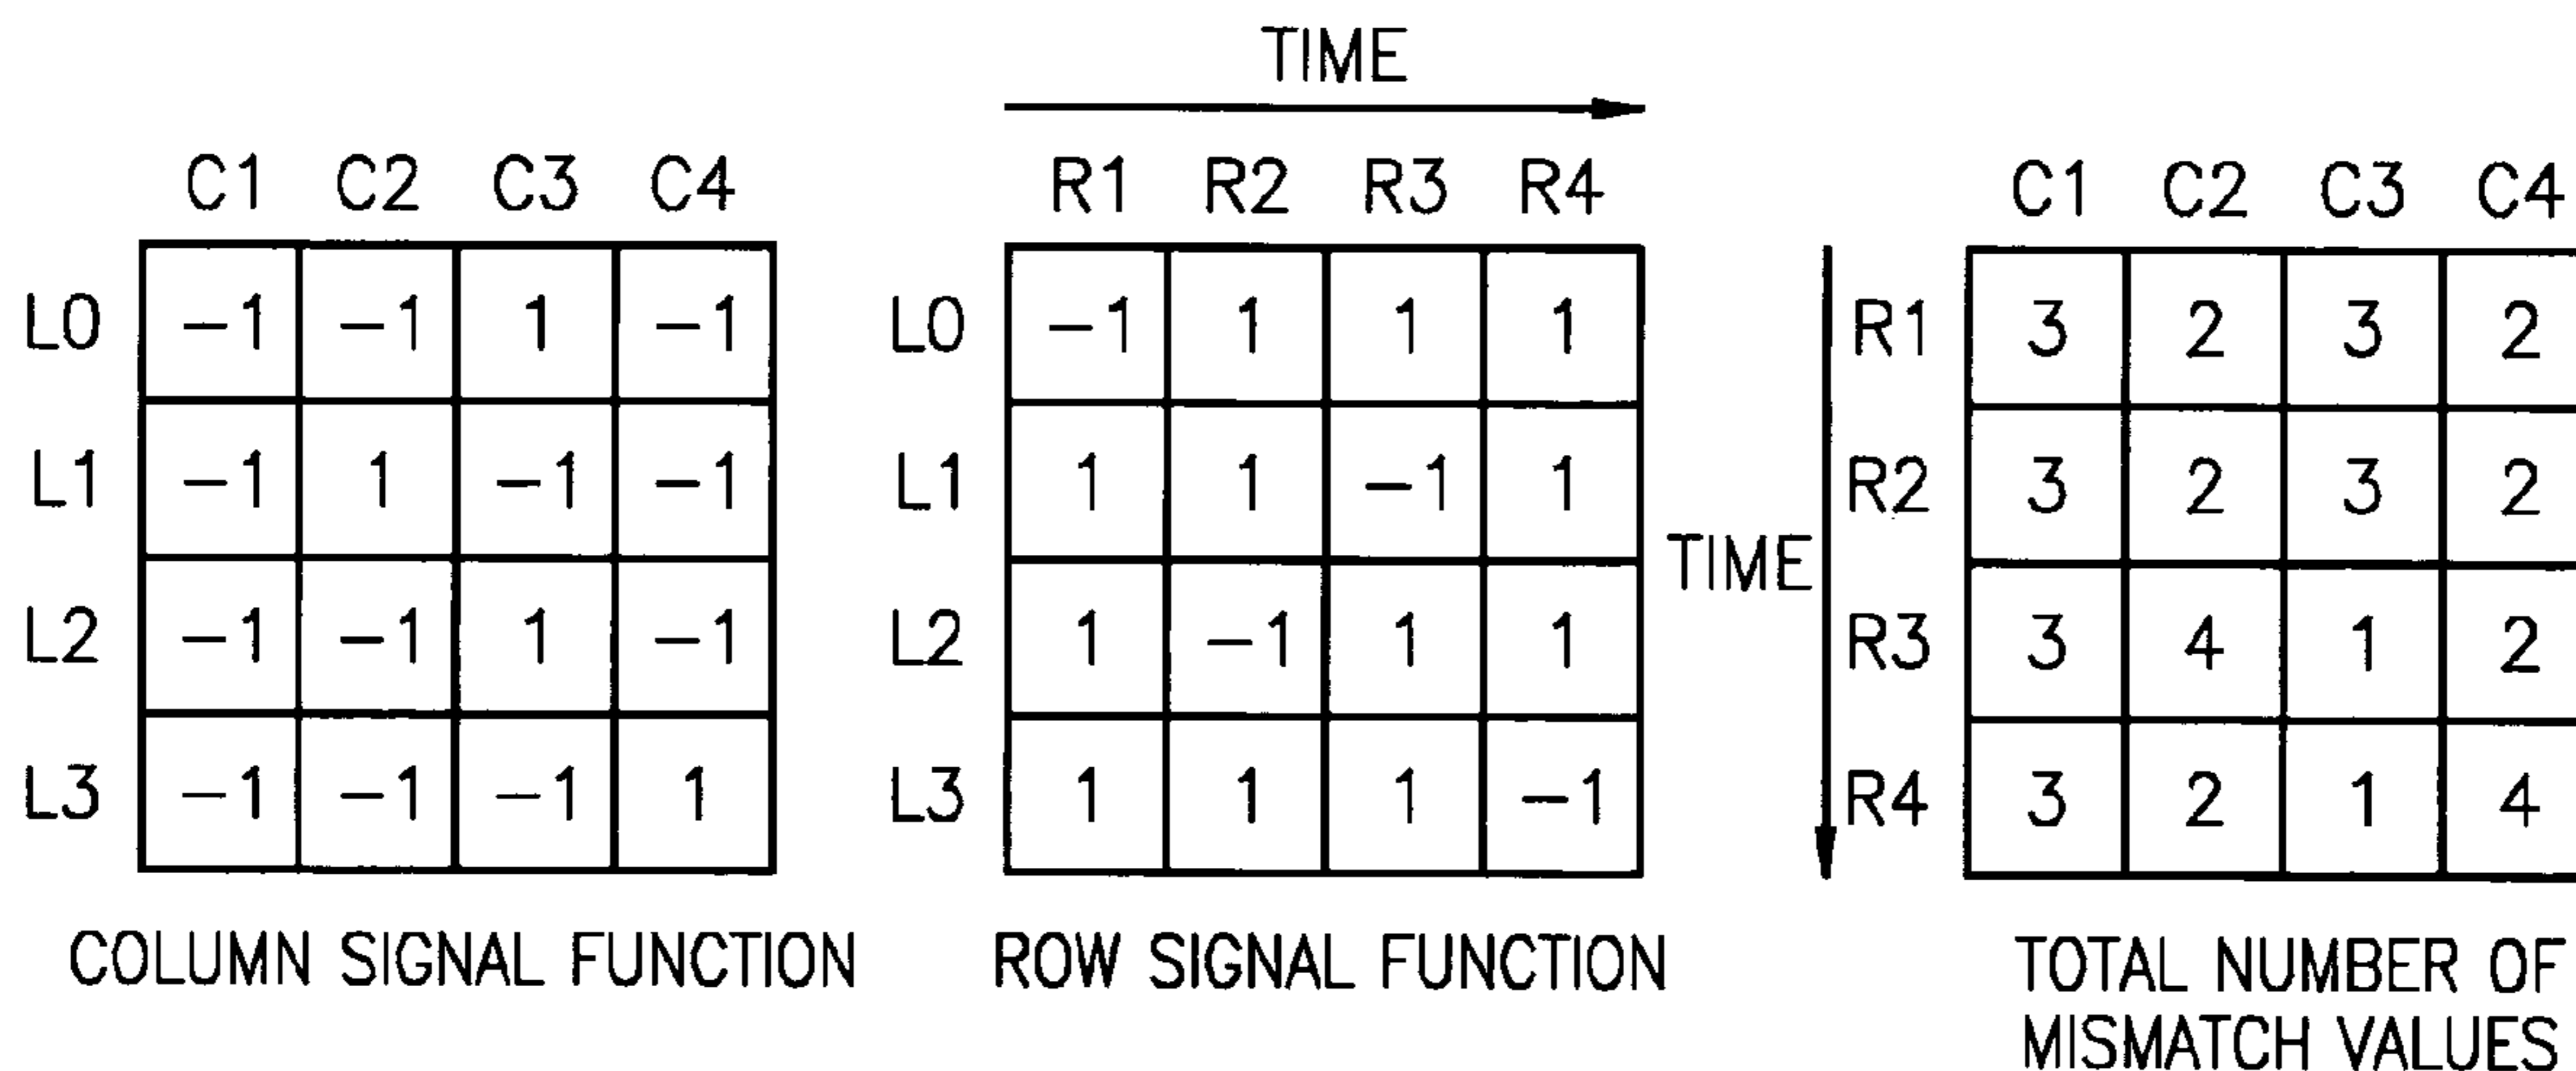 TIME
C1 C2 C3 C4
L0 −1 −1 1 −1
L1 −1 1 −1 −1
L2 −1 −1 1 −1
L3 −1 −1 −1 1
COLUMN SIGNAL FUNCTION
R1 R2 R3 R4
L0 −1 1 1 1
L1 1 1 −1 1
L2 1 −1 1 1
L3 1 1 1 −1
ROW SIGNAL FUNCTION
TIME
C1 C2 C3 C4
R1 3 2 3 2
R2 3 2 3 2
R3 3 4 1 2
R4 3 2 1 4
TOTAL NUMBER OF
MISMATCH VALUES